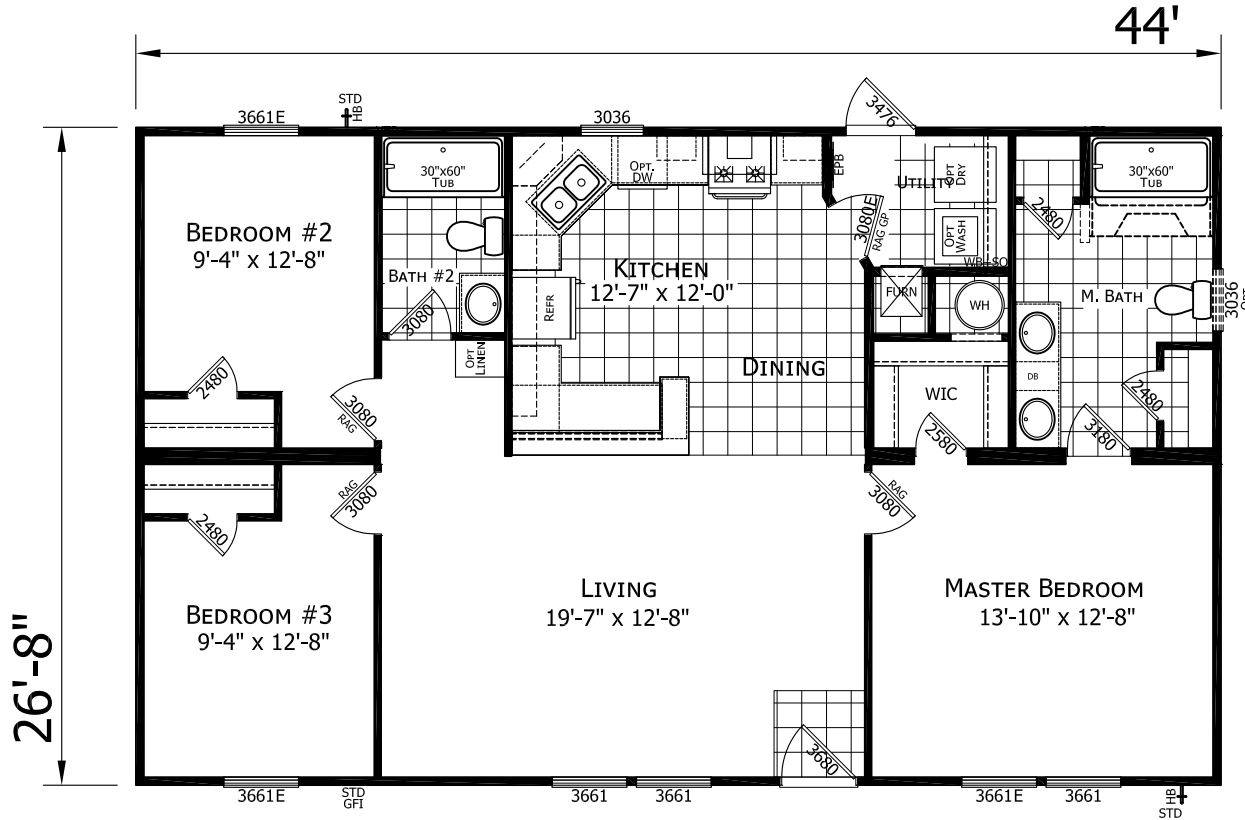 44'
3661E
STD
HB
3036
3476
30"x60"
TUB
OPT.
DW
EPB
UTILITY
OPT
DRY
30"x60"
TUB
BEDROOM #2
9'-4" x 12'-8"
BATH #2
3080
KITCHEN
12'-7" x 12'-0"
3080E
RAG GP
OPT
WASH
WB-SO
2480
M. BATH
3036
OPT
REFR
FURN
WH
OPT
LINEN
DINING
WIC
DB
2480
2480
3080
RAG
2580
3180
RAG
3080
RAG
3080
2480
LIVING
19'-7" x 12'-8"
MASTER BEDROOM
13'-10" x 12'-8"
BEDROOM #3
9'-4" x 12'-8"
26'-8"
3680
3661E
STD
GFI
3661
3661
3661E
3661
HB
STD